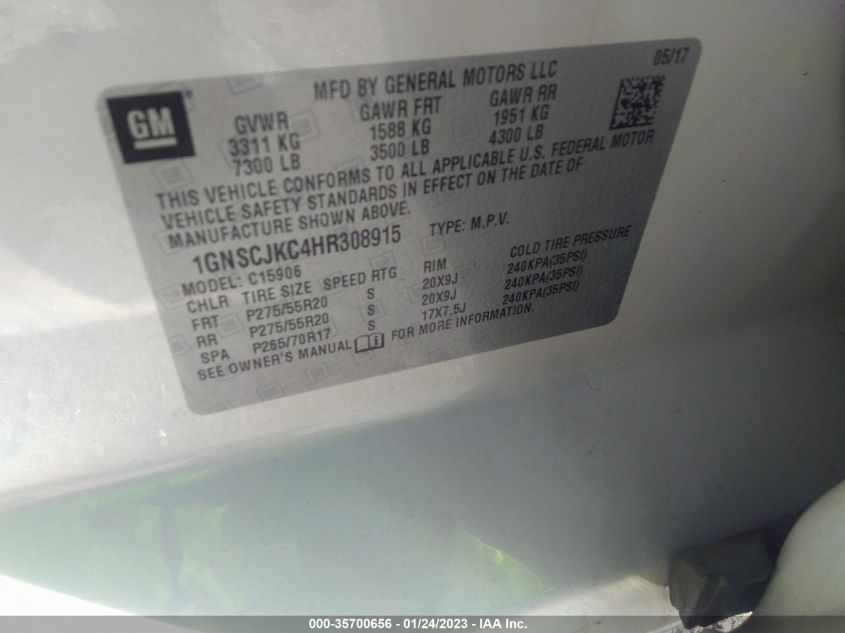 MFD BY GENERAL MOTORS LLC 05/17
GM
GVWR GAWR FRT GAWR RR
3311 KG 1588 KG 1951 KG
7300 LB 3500 LB 4300 LB
THIS VEHICLE CONFORMS TO ALL APPLICABLE U.S. FEDERAL MOTOR
VEHICLE SAFETY STANDARDS IN EFFECT ON THE DATE OF
MANUFACTURE SHOWN ABOVE.
1GNSCJKC4HR308915 TYPE: M.P.V.
MODEL: C15906
CHLR TIRE SIZE SPEED RTG RIM COLD TIRE PRESSURE
FRT P275/55R20 S 20X9J 240KPA(35PSI)
RR P275/55R20 S 20X9J 240KPA(35PSI)
SPA P265/70R17 S 17X7.5J 240KPA(35PSI)
SEE OWNER'S MANUAL FOR MORE INFORMATION.
000-35700656 - 01/24/2023 - IAA Inc.